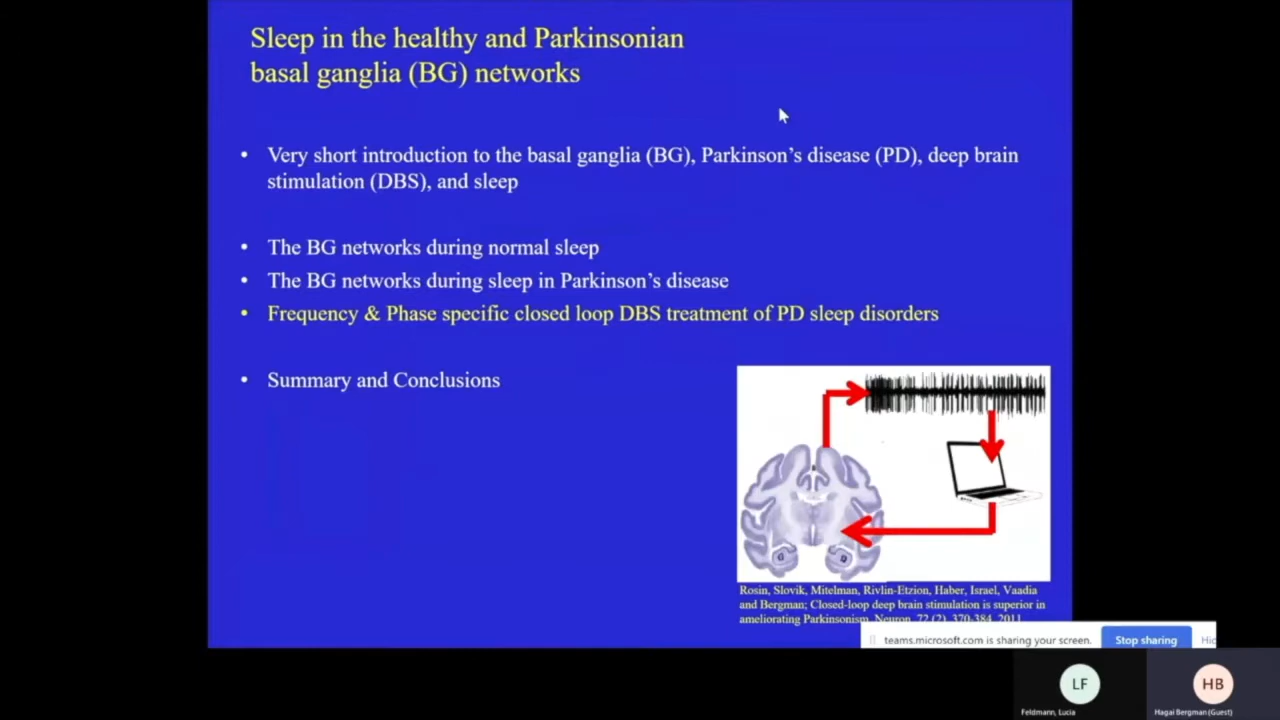 Sleep in the healthy and Parkinsonian
basal ganglia (BG) networks
• Very short introduction to the basal ganglia (BG), Parkinson’s disease (PD), deep brain
stimulation (DBS), and sleep
• The BG networks during normal sleep
• The BG networks during sleep in Parkinson’s disease
• Frequency & Phase specific closed loop DBS treatment of PD sleep disorders
• Summary and Conclusions
Rosin, Slovik, Mitelman, Rivlin-Etzion, Haber, Israel, Vaadia
and Bergman; Closed-loop deep brain stimulation is superior in
ameliorating Parkinsonism. Neuron, 72 (2), 370-384, 2011
teams.microsoft.com is sharing your screen.
Stop sharing
LF
HB
Feldmann, Lucia
Hagai Bergman (Guest)